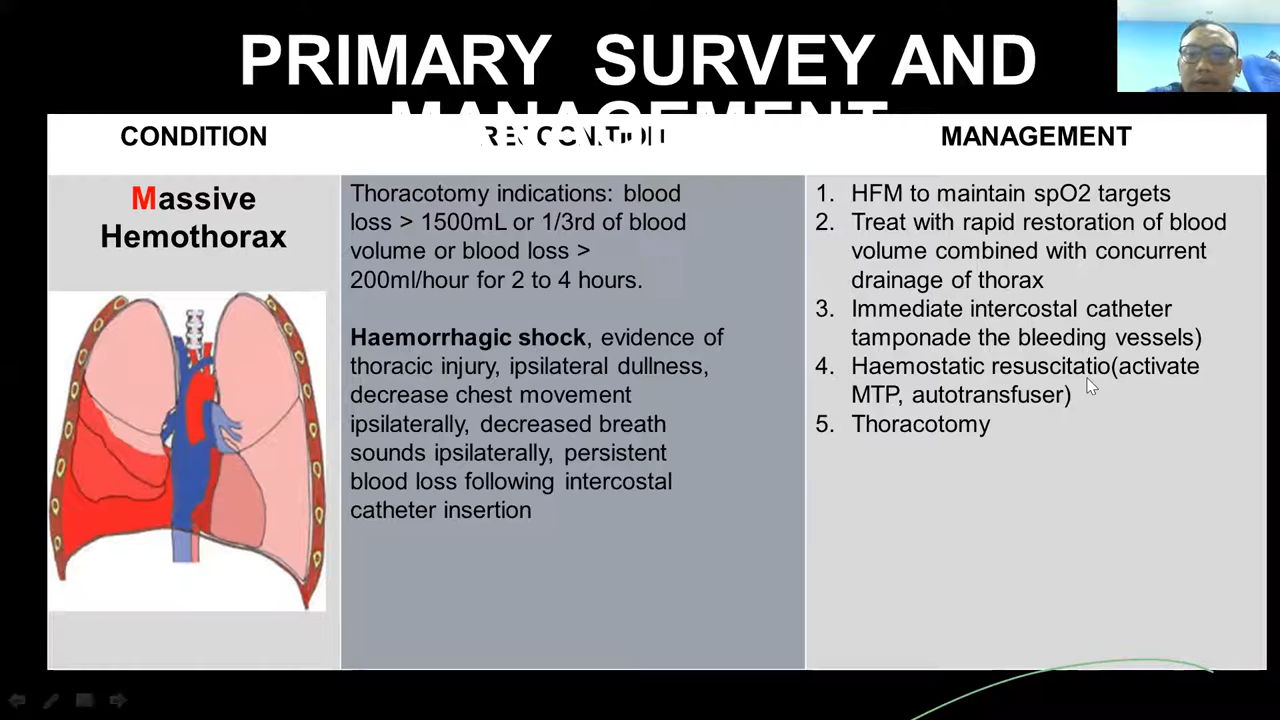 PRIMARY SURVEY AND
MANAGEMENT
CONDITION
MANAGEMENT
Massive
Hemothorax
Thoracotomy indications: blood
loss > 1500mL or 1/3rd of blood
volume or blood loss >
200ml/hour for 2 to 4 hours.
Haemorrhagic shock, evidence of
thoracic injury, ipsilateral dullness,
decrease chest movement
ipsilaterally, decreased breath
sounds ipsilaterally, persistent
blood loss following intercostal
catheter insertion
1. HFM to maintain spO2 targets
2. Treat with rapid restoration of blood
volume combined with concurrent
drainage of thorax
3. Immediate intercostal catheter
tamponade the bleeding vessels)
4. Haemostatic resuscitatio(activate
MTP, autotransfuser)
5. Thoracotomy